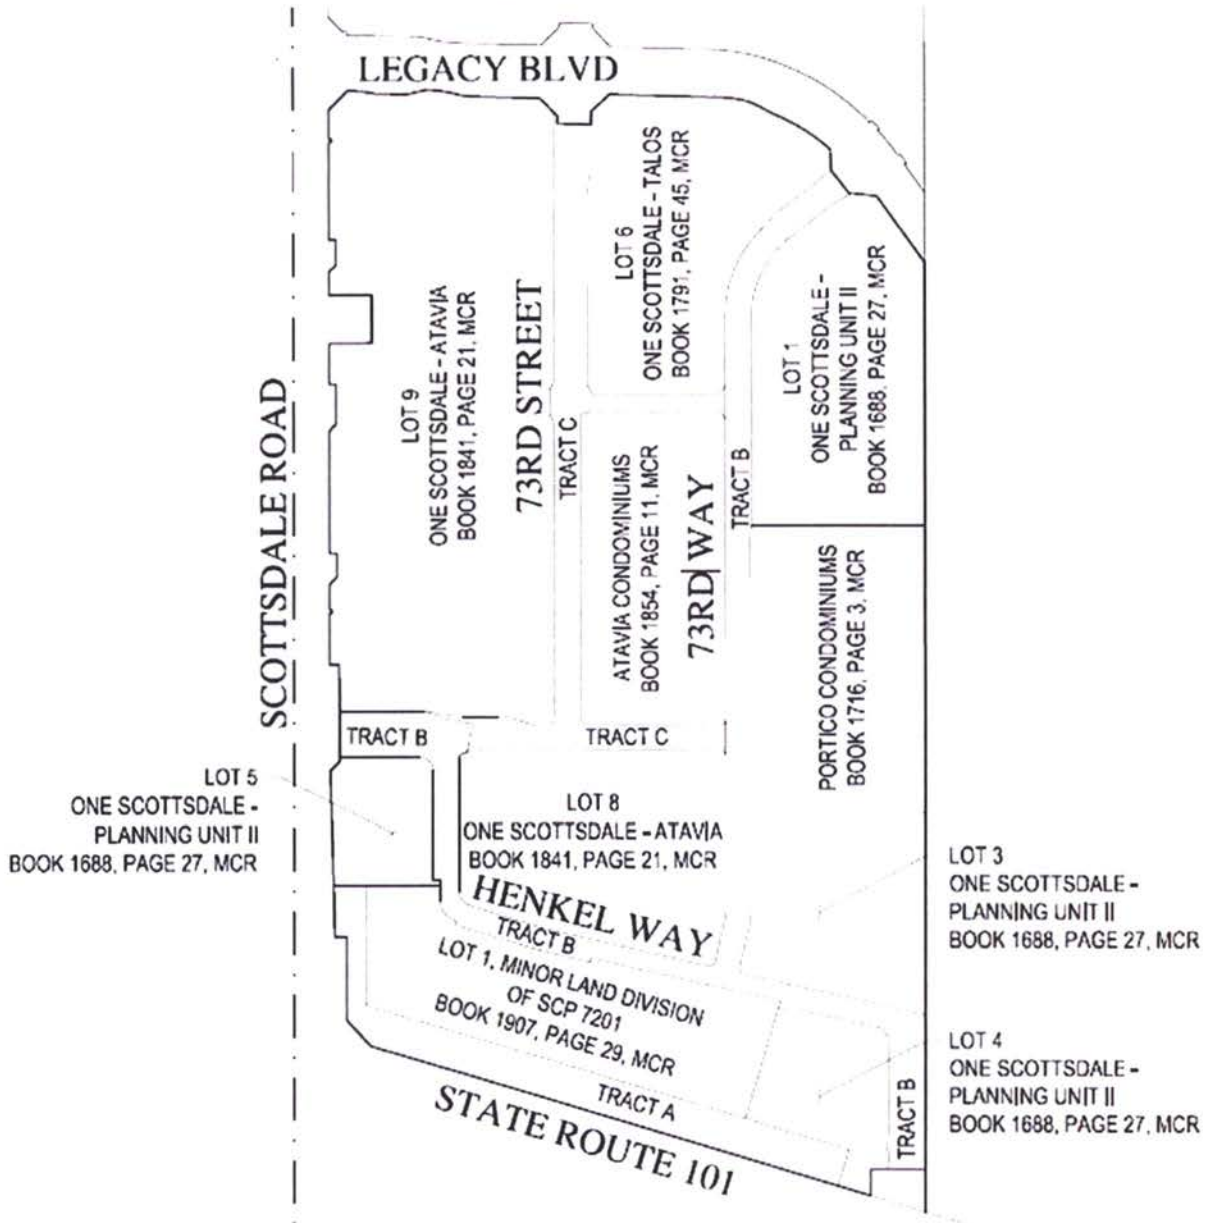 LEGACY BLVD
SCOTTSDALE ROAD
LOT 9
ONE SCOTTSDALE - ATAVIA
BOOK 1841, PAGE 21, MCR
73RD STREET
TRACT C
LOT 6
ONE SCOTTSDALE - TALOS
BOOK 1791, PAGE 45, MCR
ATAVIA CONDOMINIUMS
BOOK 1854, PAGE 11, MCR
73RD WAY
TRACT B
LOT 1
ONE SCOTTSDALE -
PLANNING UNIT II
BOOK 1688, PAGE 27, MCR
PORTICO CONDOMINIUMS
BOOK 1716, PAGE 3, MCR
TRACT B
TRACT C
LOT 5
ONE SCOTTSDALE -
PLANNING UNIT II
BOOK 1688, PAGE 27, MCR
LOT 8
ONE SCOTTSDALE - ATAVIA
BOOK 1841, PAGE 21, MCR
HENKEL WAY
TRACT B
LOT 1, MINOR LAND DIVISION
OF SCP 7201
BOOK 1907, PAGE 29, MCR
LOT 3
ONE SCOTTSDALE -
PLANNING UNIT II
BOOK 1688, PAGE 27, MCR
TRACT A
STATE ROUTE 101
TRACT B
LOT 4
ONE SCOTTSDALE -
PLANNING UNIT II
BOOK 1688, PAGE 27, MCR